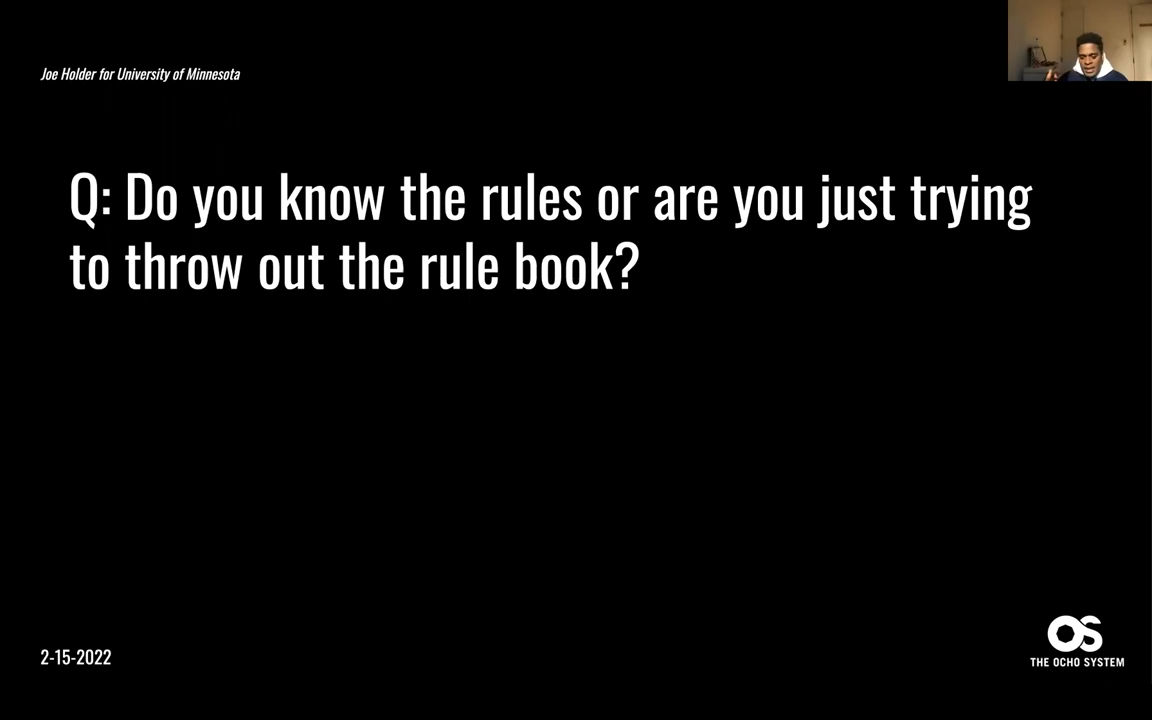 Joe Holder for University of Minnesota
Q: Do you know the rules or are you just trying
to throw out the rule book?
2-15-2022
OS
THE OCHO SYSTEM